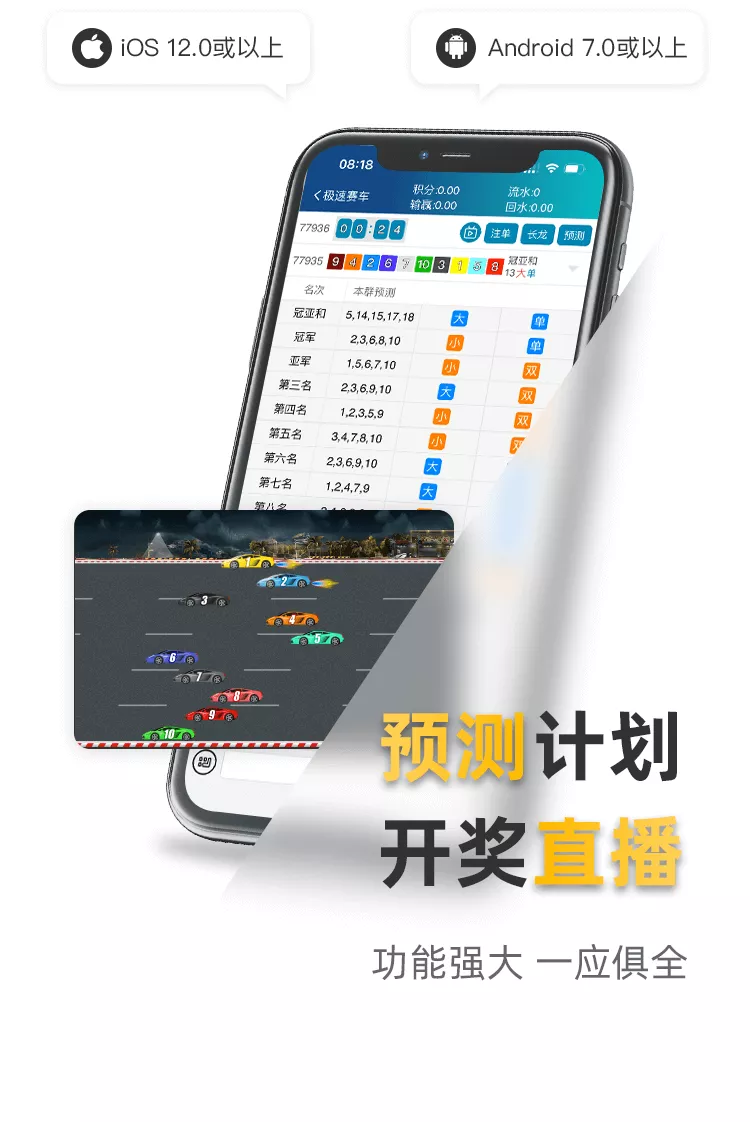 iOS 12.0或以上
Android 7.0或以上
08:18
极速赛车
积分:0.00
流水:0
输赢:0.00
回水:0.00
77936 00:24 注单 长龙 预测
77935 9 4 2 6 7 10 3 1 5 8 冠亚和
13大单
名次 本群预测
冠亚和 5,14,15,17,18 大 单
冠军 2,3,6,8,10 小 单
亚军 1,5,6,7,10 小 双
第三名 2,3,6,9,10 大 双
第四名 1,2,3,5,9 小 双
第五名 3,4,7,8,10 小 双
第六名 2,3,6,9,10 大
第七名 1,2,4,7,9 大
第八名
1
2
3
4
5
6
7
8
9
10
预测计划
开奖直播
功能强大 一应俱全